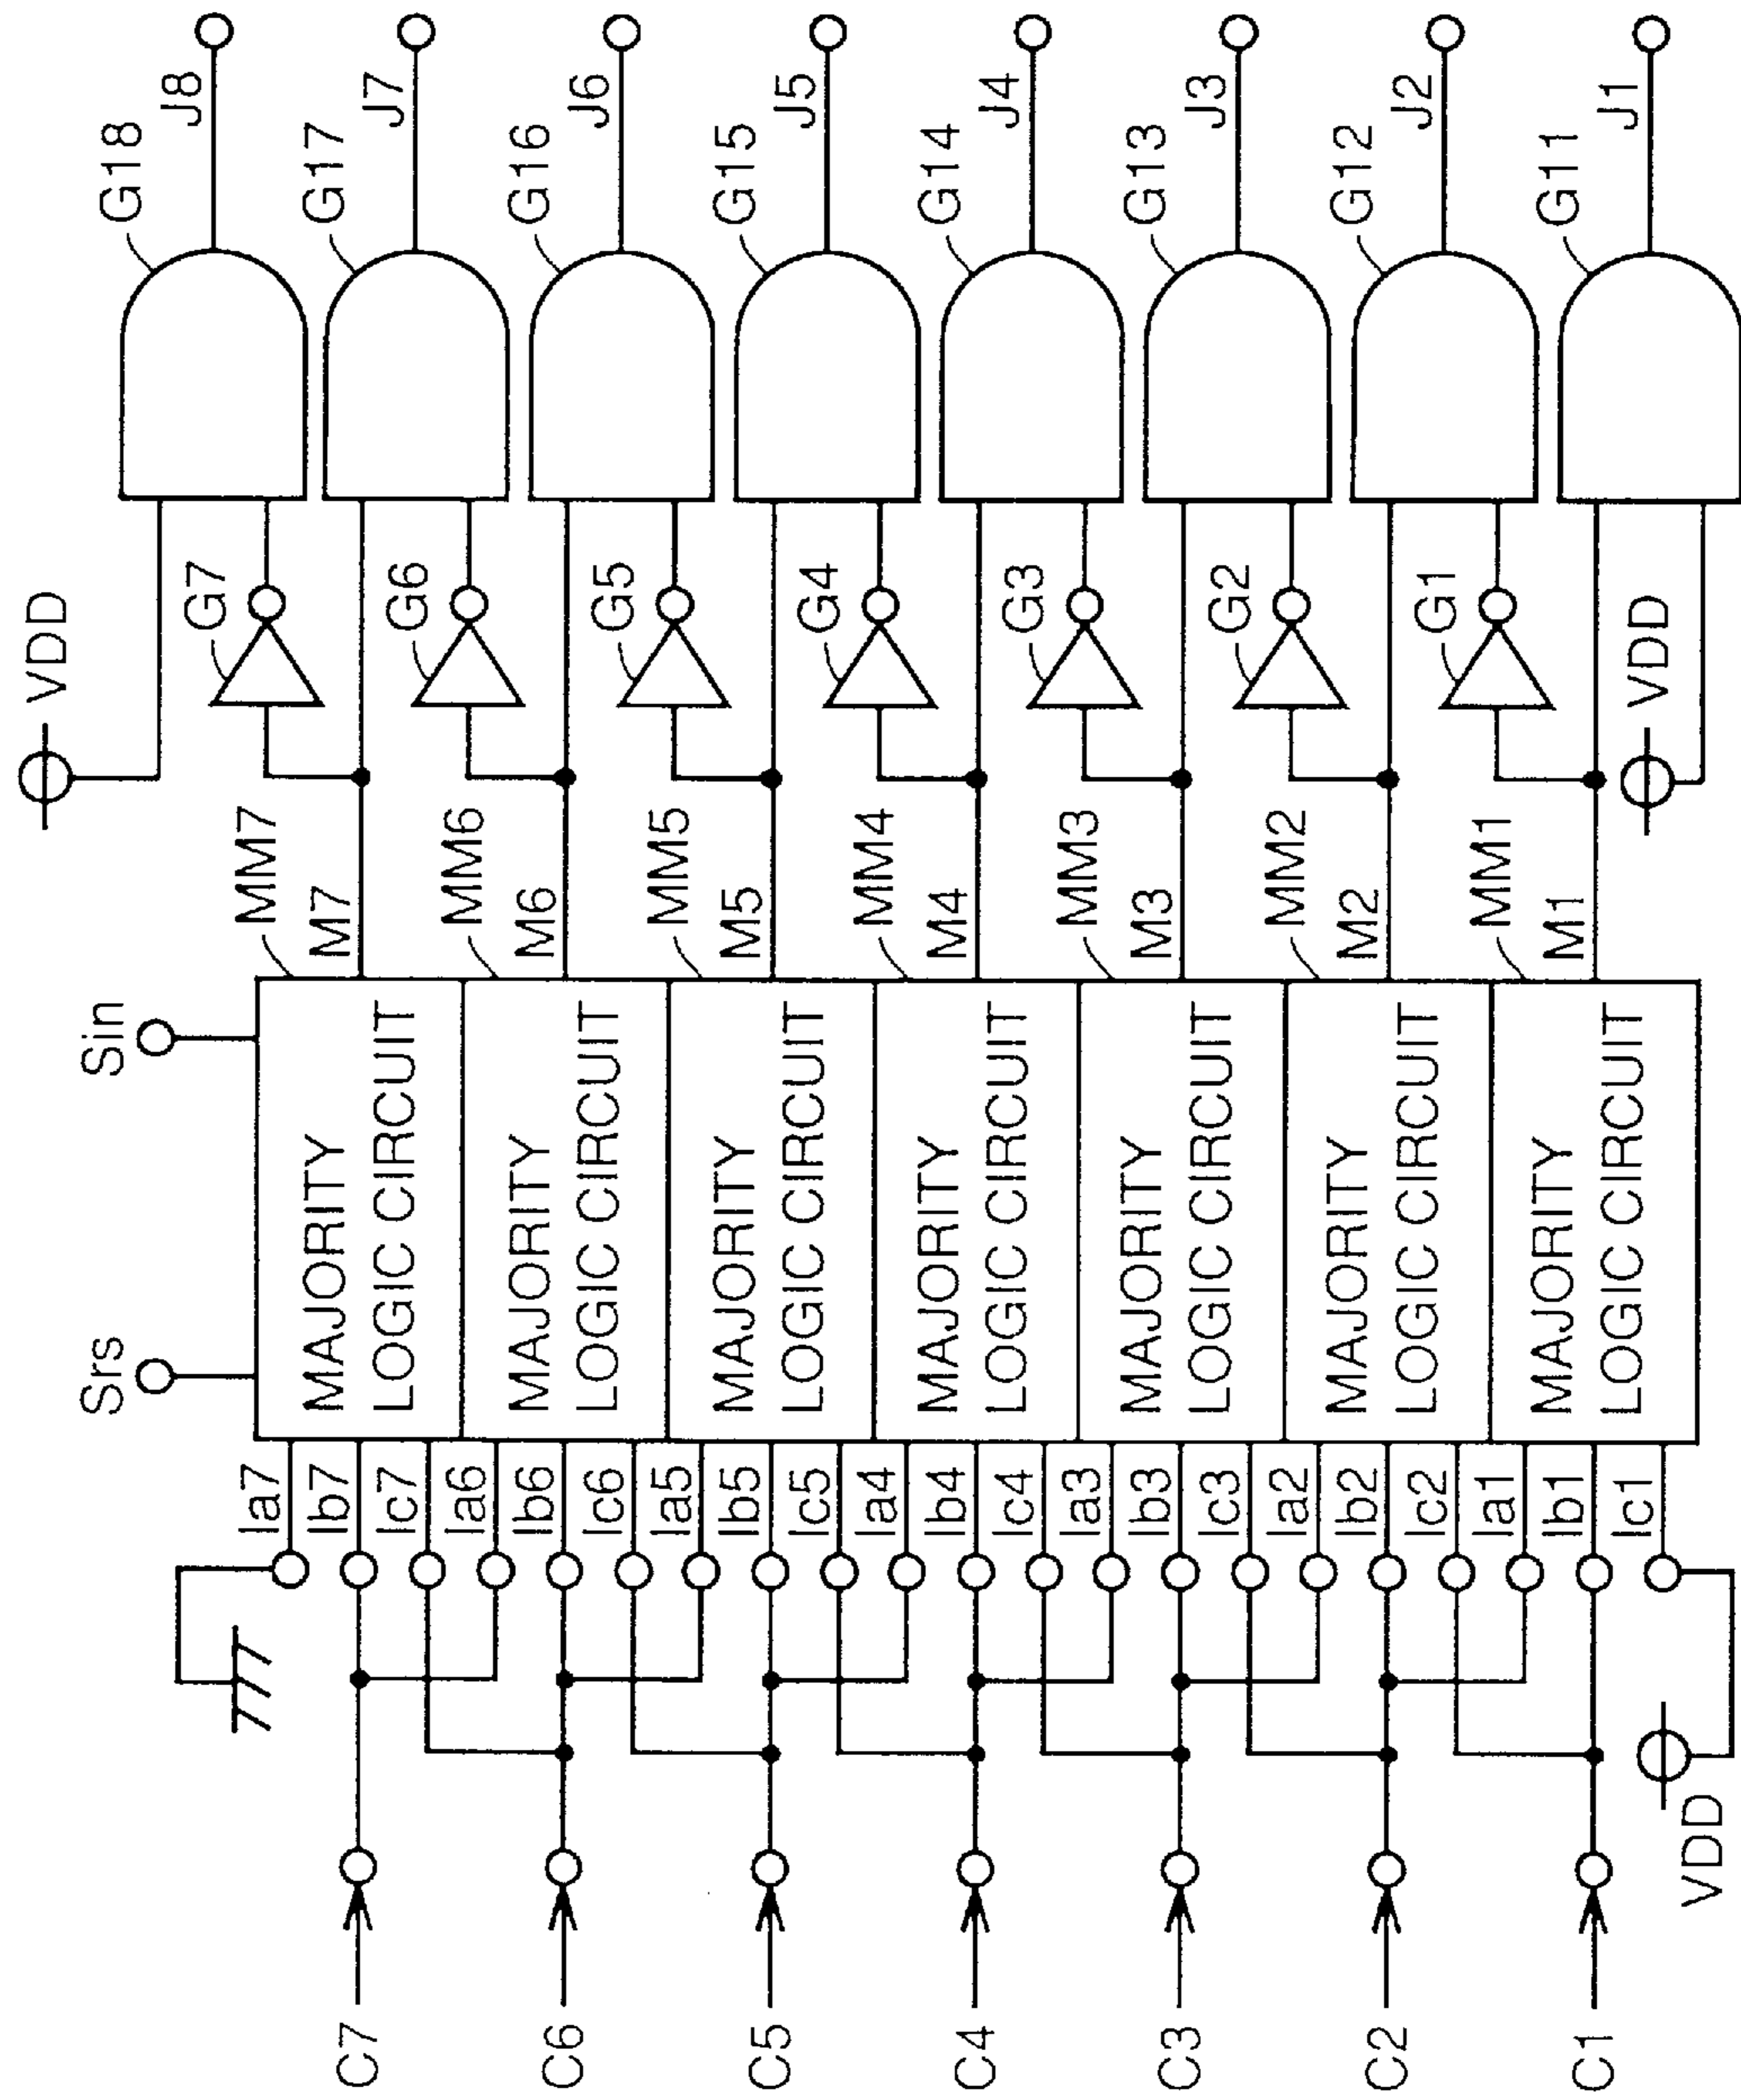 C7
C6
C5
C4
C3
C2
C1
VDD
Ia7
Ib7
Ic7
Ia6
Ib6
Ic6
Ia5
Ib5
Ic5
Ia4
Ib4
Ic4
Ia3
Ib3
Ic3
Ia2
Ib2
Ic2
Ia1
Ib1
Ic1
Srs
Sin
MAJORITY
LOGIC CIRCUIT
MAJORITY
LOGIC CIRCUIT
MAJORITY
LOGIC CIRCUIT
MAJORITY
LOGIC CIRCUIT
MAJORITY
LOGIC CIRCUIT
MAJORITY
LOGIC CIRCUIT
MAJORITY
LOGIC CIRCUIT
MM7
M7
MM6
M6
MM5
M5
MM4
M4
MM3
M3
MM2
M2
MM1
M1
VDD
G7
G6
G5
G4
G3
G2
G1
VDD
G18
J8
G17
J7
G16
J6
G15
J5
G14
J4
G13
J3
G12
J2
G11
J1